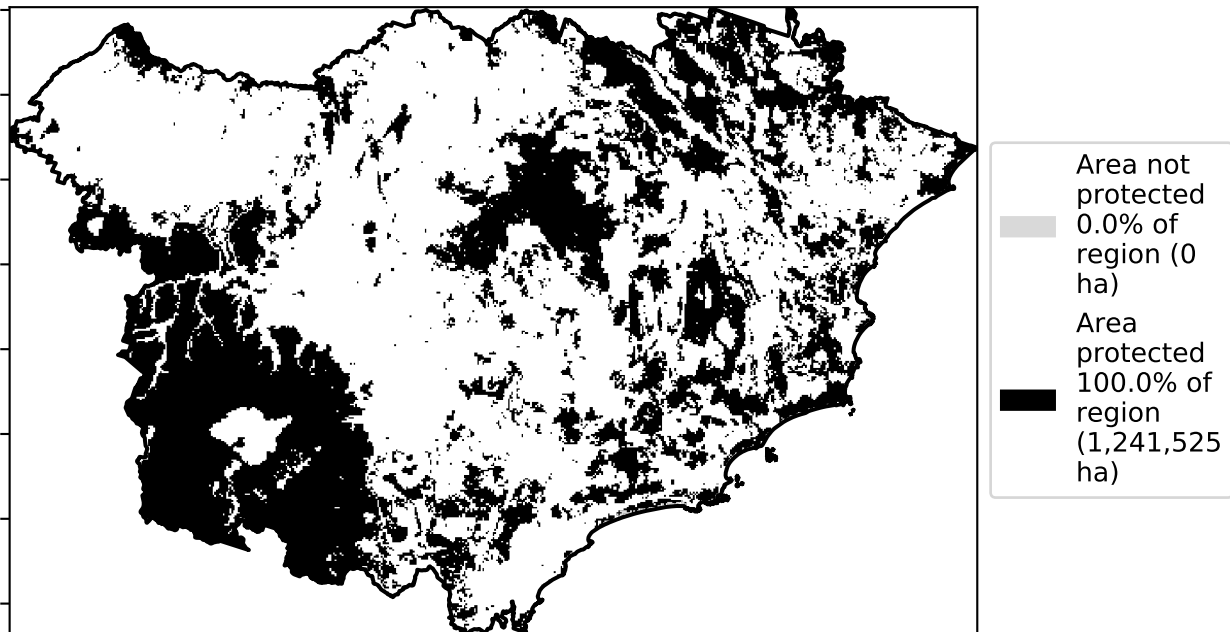 Area not
protected
0.0% of
region (0
ha)
Area
protected
100.0% of
region
(1,241,525
ha)